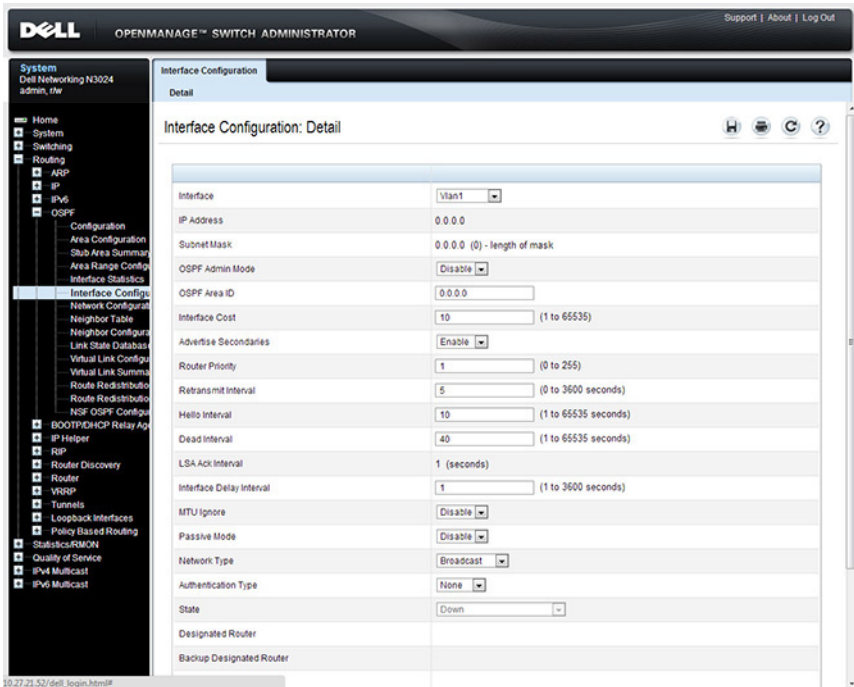 Support | About | Log Out
DELL OPENMANAGE™ SWITCH ADMINISTRATOR
System
Dell Networking N3024
admin, r/w
Interface Configuration
Detail
Home
System
Switching
Routing
ARP
IP
IPv6
OSPF
Configuration
Area Configuration
Stub Area Summary
Area Range Configu
Interface Statistics
Interface Configu
Network Configurati
Neighbor Table
Neighbor Configura
Link State Database
Virtual Link Configu
Virtual Link Summa
Route Redistributio
Route Redistributio
NSF OSPF Configur
BOOTP/DHCP Relay Age
IP Helper
RIP
Router Discovery
Router
VRRP
Tunnels
Loopback Interfaces
Policy Based Routing
Statistics/RMON
Quality of Service
IPv4 Multicast
IPv6 Multicast
Interface Configuration: Detail
Interface Vlan1
IP Address 0.0.0.0
Subnet Mask 0.0.0.0 (0) - length of mask
OSPF Admin Mode Disable
OSPF Area ID 0.0.0.0
Interface Cost 10 (1 to 65535)
Advertise Secondaries Enable
Router Priority 1 (0 to 255)
Retransmit Interval 5 (0 to 3600 seconds)
Hello Interval 10 (1 to 65535 seconds)
Dead Interval 40 (1 to 65535 seconds)
LSA Ack Interval 1 (seconds)
Interface Delay Interval 1 (1 to 3600 seconds)
MTU Ignore Disable
Passive Mode Disable
Network Type Broadcast
Authentication Type None
State Down
Designated Router
Backup Designated Router
10.27.21.52/dell_login.html#